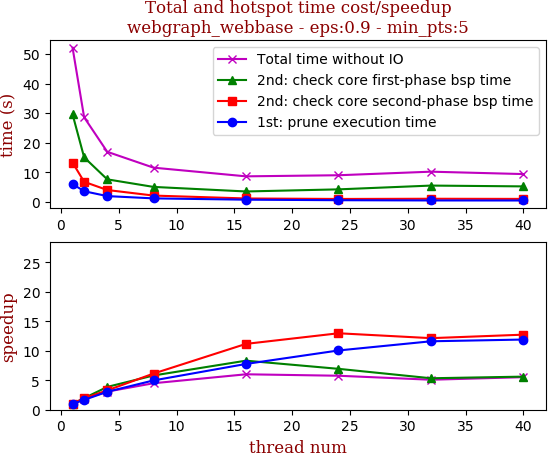 Total and hotspot time cost/speedup
webgraph_webbase - eps:0.9 - min_pts:5
time (s)
50
40
30
20
10
0
Total time without IO
2nd: check core first-phase bsp time
2nd: check core second-phase bsp time
1st: prune execution time
0 5 10 15 20 25 30 35 40
speedup
25
20
15
10
5
0
0 5 10 15 20 25 30 35 40
thread num